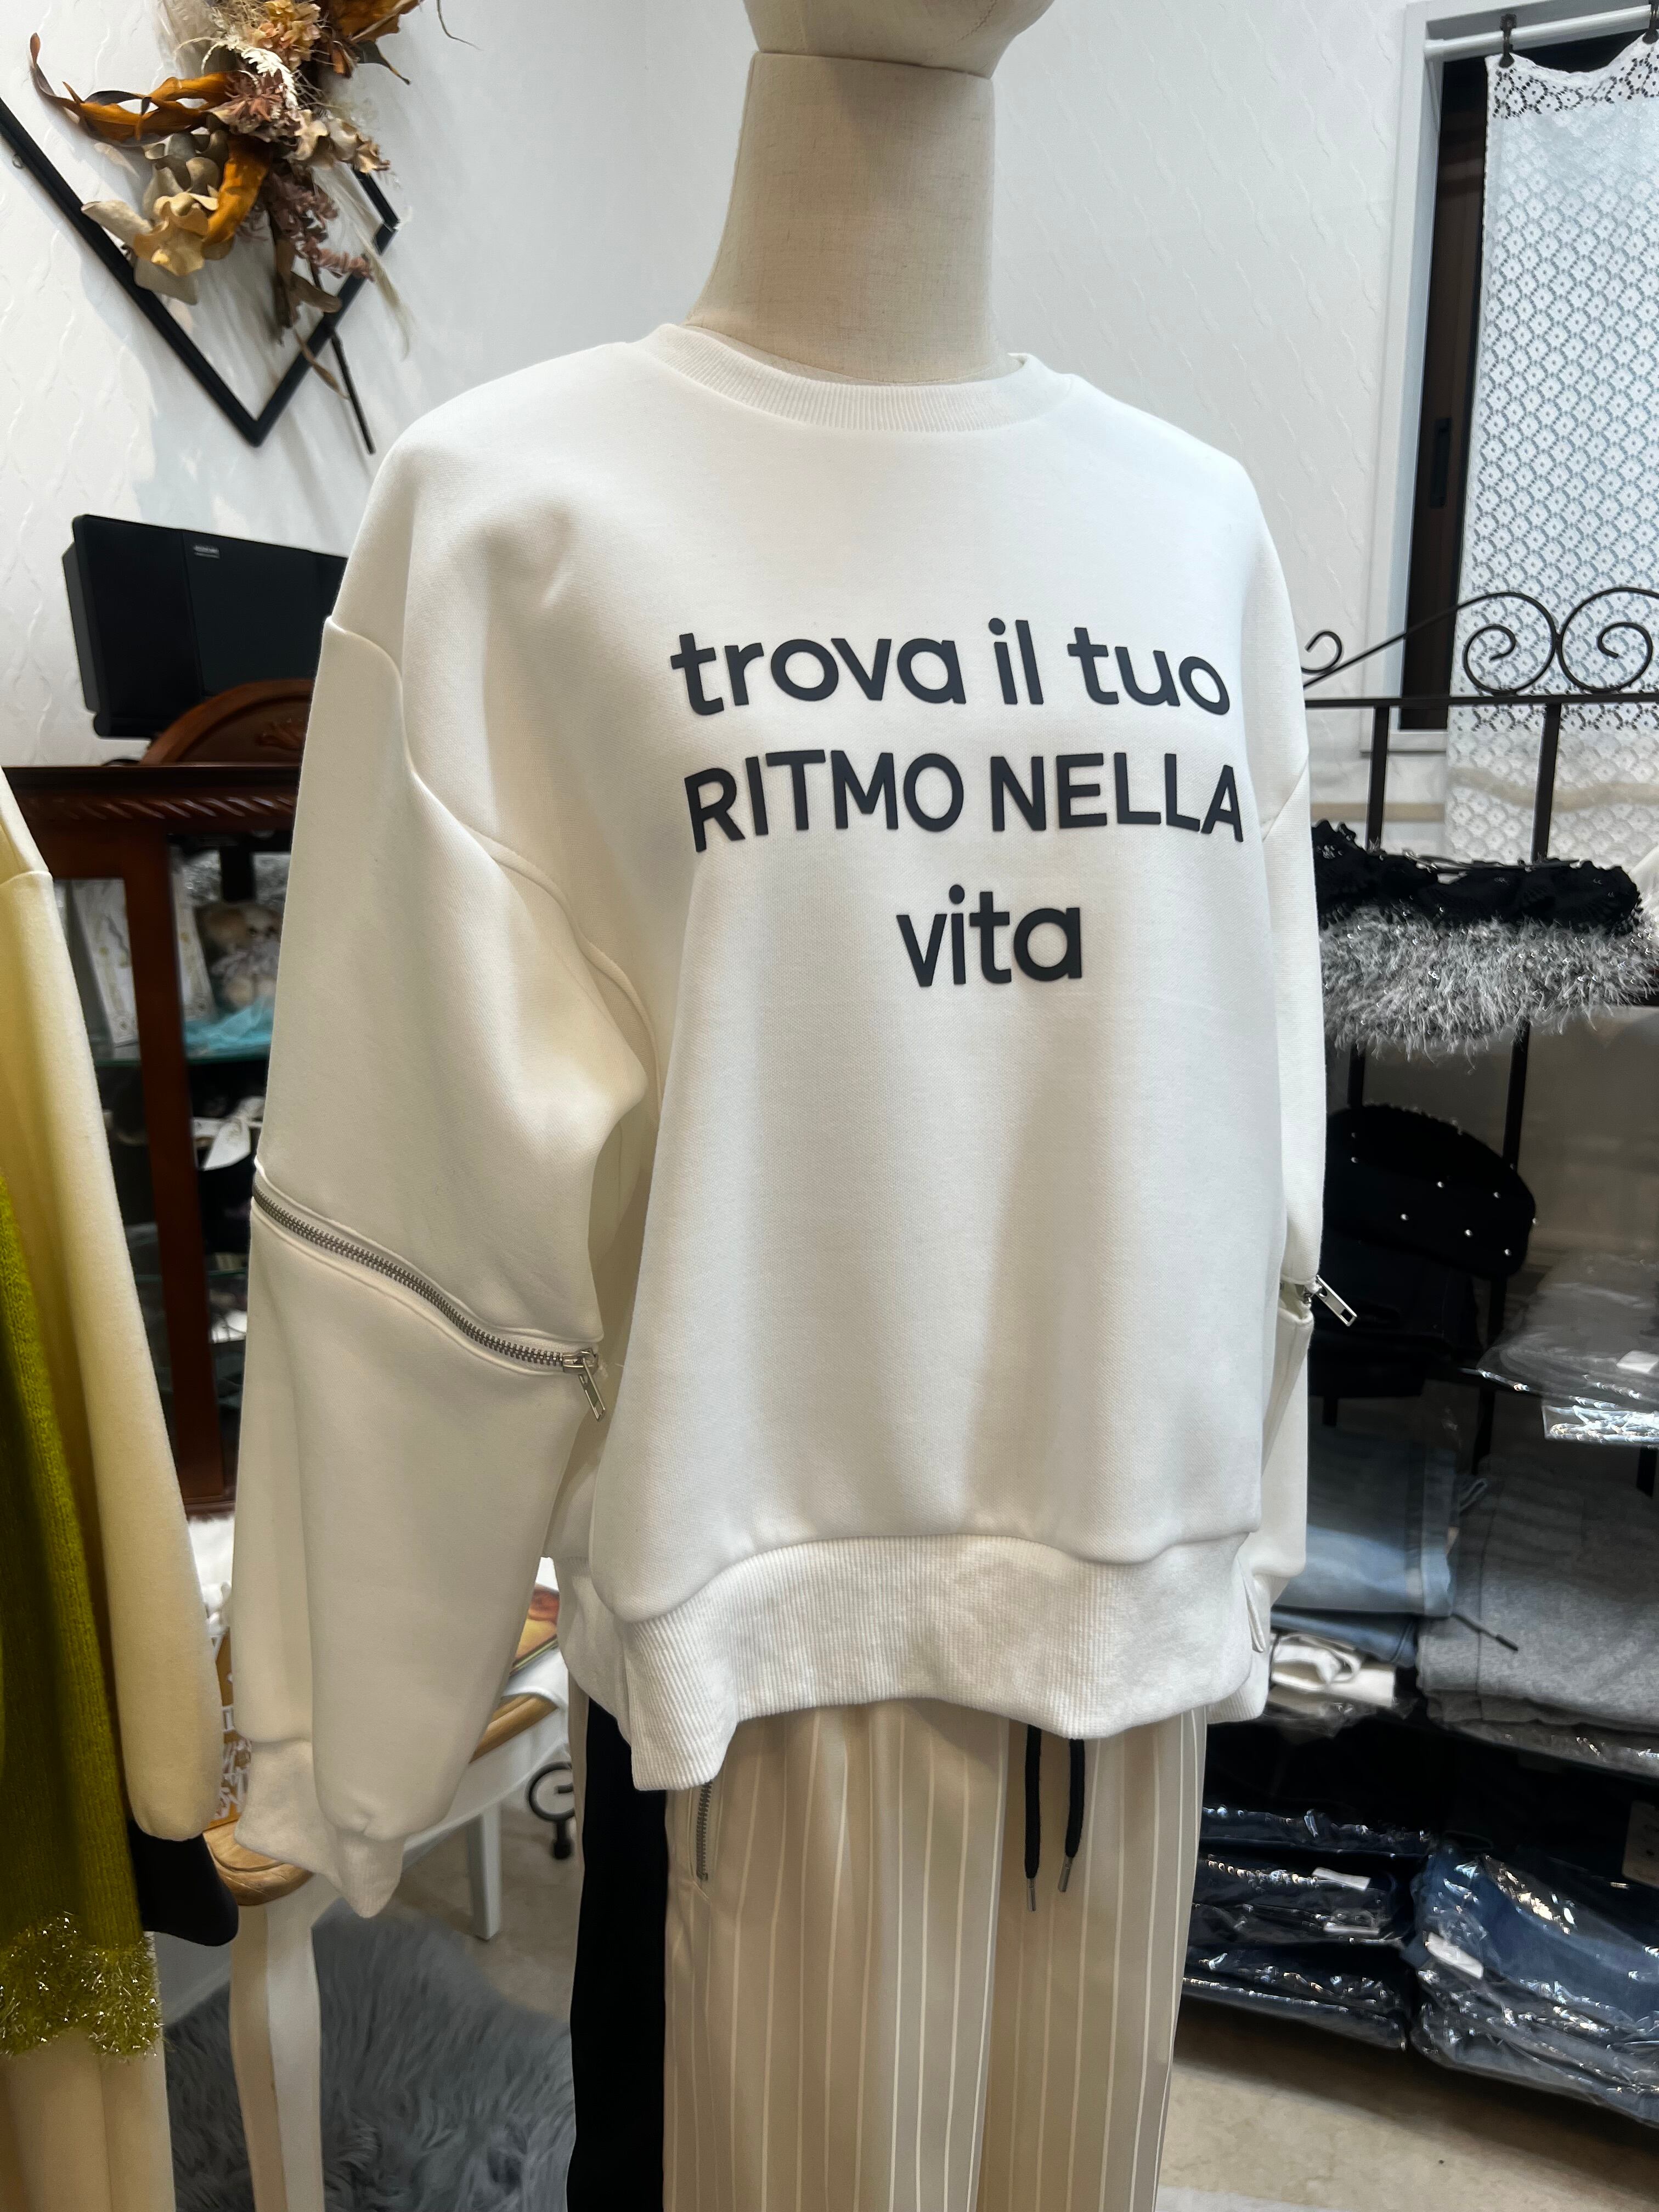 trova il tuo
RITMO NELLA
vita